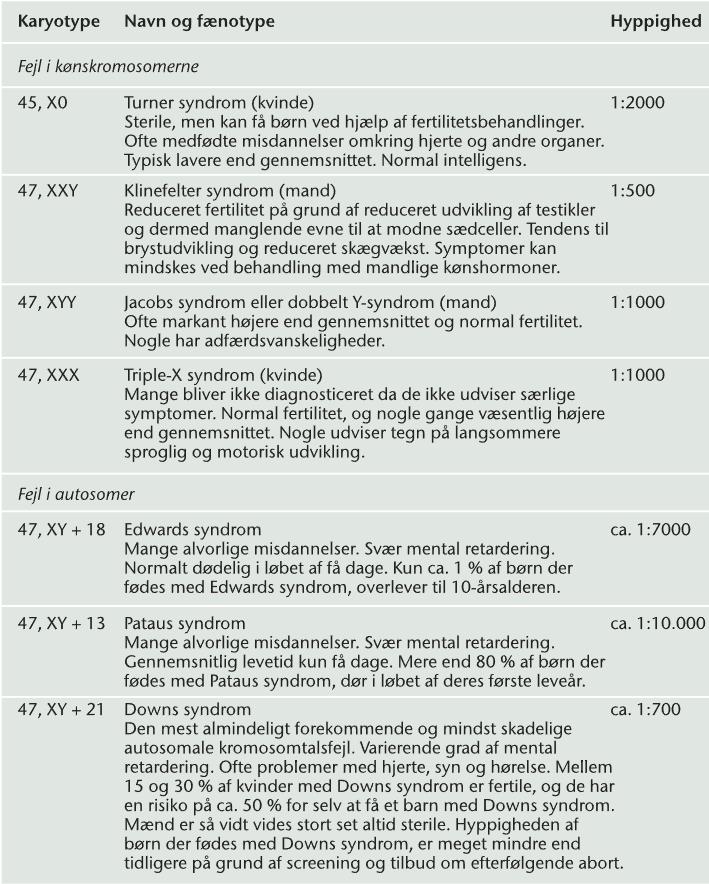 Karyotype Navn og fænotype Hyppighed
Fejl i kønskromosomerne
45, X0 Turner syndrom (kvinde) 1:2000
Sterile, men kan få børn ved hjælp af fertilitetsbehandlinger.
Ofte medfødte misdannelser omkring hjerte og andre organer.
Typisk lavere end gennemsnittet. Normal intelligens.
47, XXY Klinefelter syndrom (mand) 1:500
Reduceret fertilitet på grund af reduceret udvikling af testikler
og dermed manglende evne til at modne sædceller. Tendens til
brystudvikling og reduceret skægvækst. Symptomer kan
mindskes ved behandling med mandlige kønshormoner.
47, XYY Jacobs syndrom eller dobbelt Y-syndrom (mand) 1:1000
Ofte markant højere end gennemsnittet og normal fertilitet.
Nogle har adfærdsvanskeligheder.
47, XXX Triple-X syndrom (kvinde) 1:1000
Mange bliver ikke diagnosticeret da de ikke udviser særlige
symptomer. Normal fertilitet, og nogle gange væsentlig højere
end gennemsnittet. Nogle udviser tegn på langsommere
sproglig og motorisk udvikling.
Fejl i autosomer
47, XY + 18 Edwards syndrom ca. 1:7000
Mange alvorlige misdannelser. Svær mental retardering.
Normalt dødelig i løbet af få dage. Kun ca. 1 % af børn der
fødes med Edwards syndrom, overlever til 10-årsalderen.
47, XY + 13 Pataus syndrom ca. 1:10.000
Mange alvorlige misdannelser. Svær mental retardering.
Gennemsnitlig levetid kun få dage. Mere end 80 % af børn der
fødes med Pataus syndrom, dør i løbet af deres første leveår.
47, XY + 21 Downs syndrom ca. 1:700
Den mest almindeligt forekommende og mindst skadelige
autosomale kromosomtalsfejl. Varierende grad af mental
retardering. Ofte problemer med hjerte, syn og hørelse. Mellem
15 og 30 % af kvinder med Downs syndrom er fertile, og de har
en risiko på ca. 50 % for selv at få et barn med Downs syndrom.
Mænd er så vidt vides stort set altid sterile. Hyppigheden af
børn der fødes med Downs syndrom, er meget mindre end
tidligere på grund af screening og tilbud om efterfølgende abort.